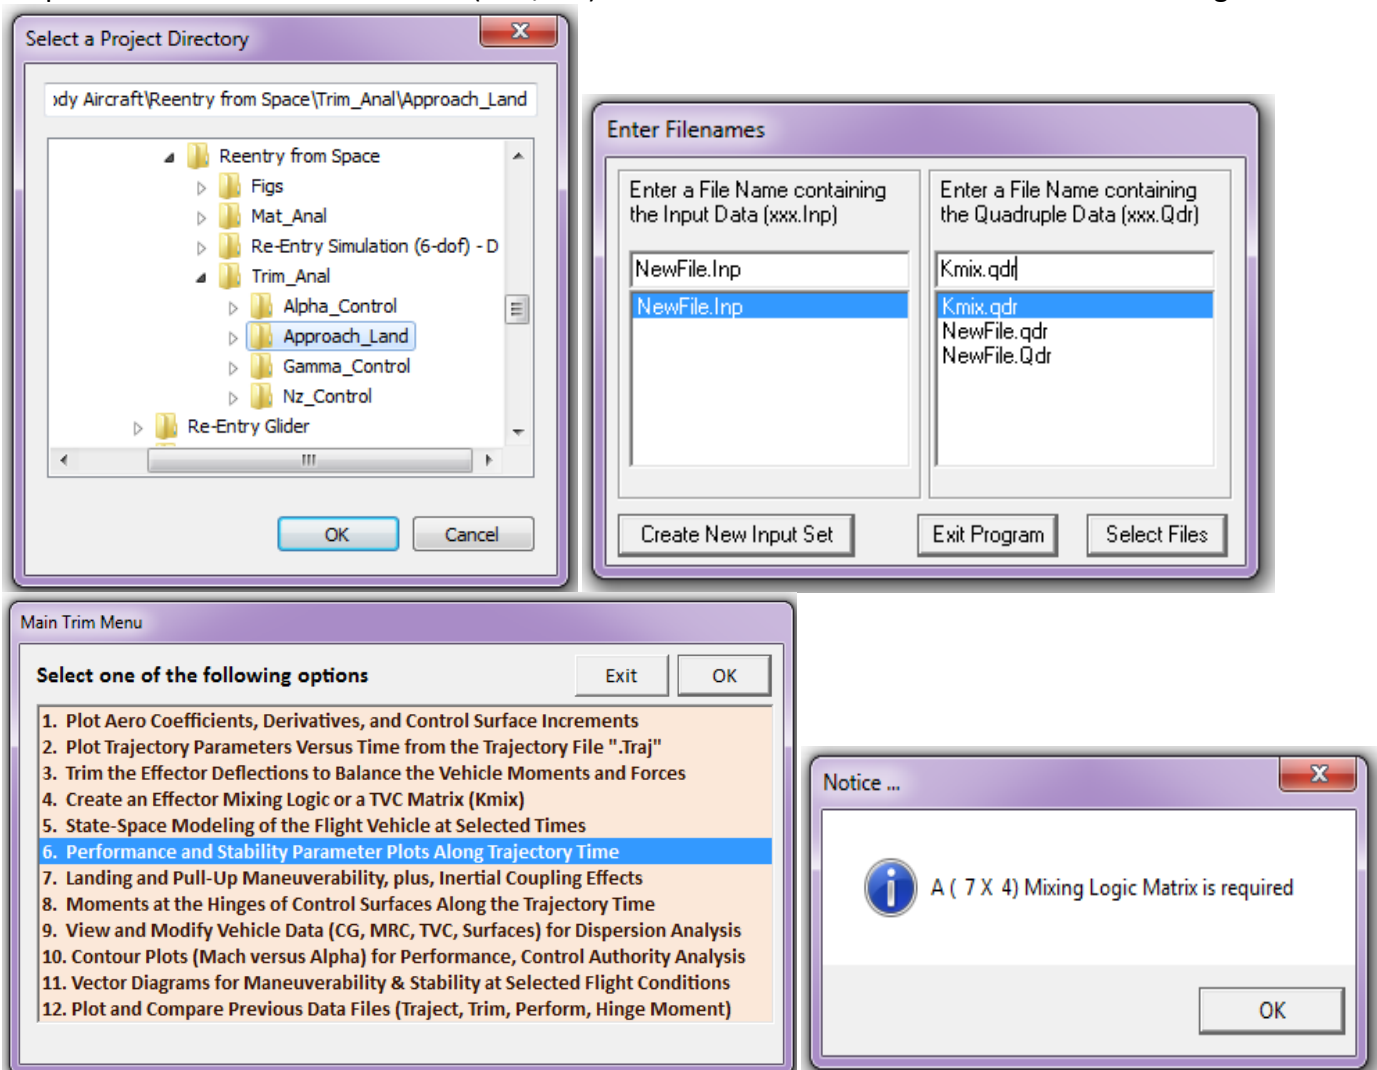 Select a Project Directory
x
ody Aircraft\Reentry from Space\Trim_Anal\Approach_Land
Reentry from Space
Figs
Mat_Anal
Re-Entry Simulation (6-dof) - D
Trim_Anal
Alpha_Control
Approach_Land
Gamma_Control
Nz_Control
Re-Entry Glider
OK Cancel
Enter Filenames
Enter a File Name containing
the Input Data (xxx.Inp)
NewFile.Inp
NewFile.Inp
Enter a File Name containing
the Quadruple Data (xxx.Qdr)
Kmix.qdr
Kmix.qdr
NewFile.qdr
NewFile.Qdr
Create New Input Set Exit Program Select Files
Main Trim Menu
Select one of the following options Exit OK
1. Plot Aero Coefficients, Derivatives, and Control Surface Increments
2. Plot Trajectory Parameters Versus Time from the Trajectory File ".Traj"
3. Trim the Effector Deflections to Balance the Vehicle Moments and Forces
4. Create an Effector Mixing Logic or a TVC Matrix (Kmix)
5. State-Space Modeling of the Flight Vehicle at Selected Times
6. Performance and Stability Parameter Plots Along Trajectory Time
7. Landing and Pull-Up Maneuverability, plus, Inertial Coupling Effects
8. Moments at the Hinges of Control Surfaces Along the Trajectory Time
9. View and Modify Vehicle Data (CG, MRC, TVC, Surfaces) for Dispersion Analysis
10. Contour Plots (Mach versus Alpha) for Performance, Control Authority Analysis
11. Vector Diagrams for Maneuverability & Stability at Selected Flight Conditions
12. Plot and Compare Previous Data Files (Traject, Trim, Perform, Hinge Moment)
Notice ...
x
A ( 7 X 4) Mixing Logic Matrix is required
OK